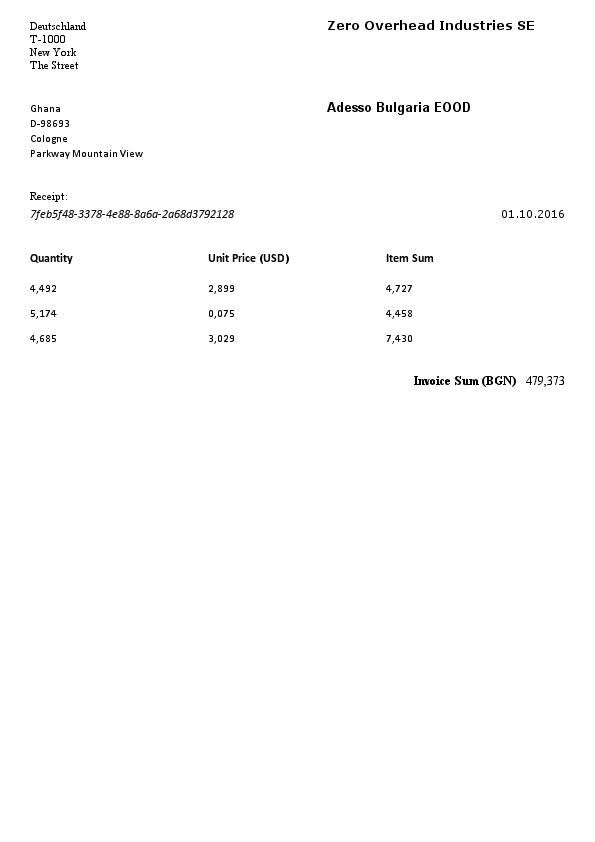 Deutschland
T-1000
New York
The Street
Zero Overhead Industries SE
Ghana
D-98693
Cologne
Parkway Mountain View
Adesso Bulgaria EOOD
Receipt:
7feb5f48-3378-4e88-8a6a-2a68d3792128 01.10.2016
Quantity Unit Price (USD) Item Sum
4,492 2,899 4,727
5,174 0,075 4,458
4,685 3,029 7,430
Invoice Sum (BGN) 479,373